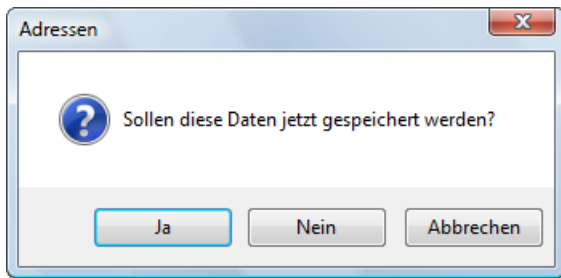 Adressen
Sollen diese Daten jetzt gespeichert werden?
Ja Nein Abbrechen